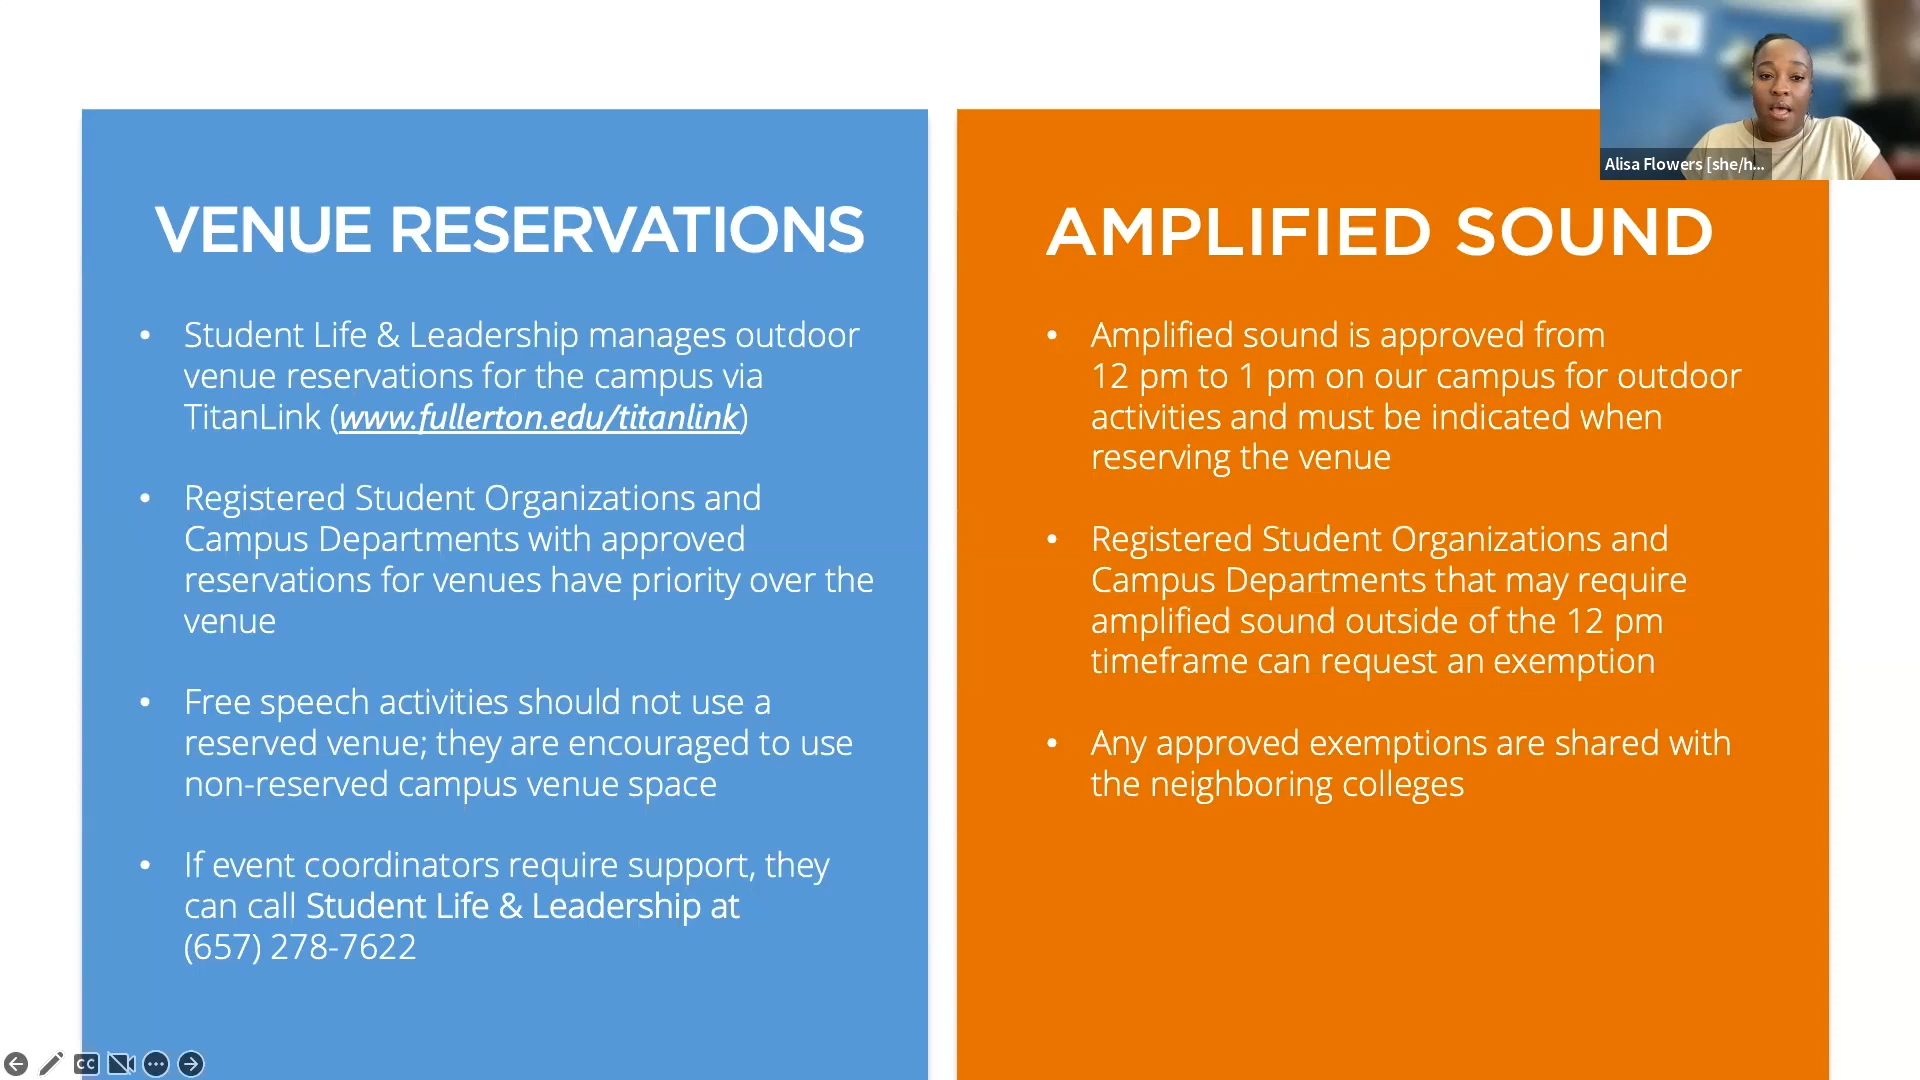 Alisa Flowers [she/h...
VENUE RESERVATIONS
• Student Life & Leadership manages outdoor
venue reservations for the campus via
TitanLink (www.fullerton.edu/titanlink)
• Registered Student Organizations and
Campus Departments with approved
reservations for venues have priority over the
venue
• Free speech activities should not use a
reserved venue; they are encouraged to use
non-reserved campus venue space
• If event coordinators require support, they
can call Student Life & Leadership at
(657) 278-7622
AMPLIFIED SOUND
• Amplified sound is approved from
12 pm to 1 pm on our campus for outdoor
activities and must be indicated when
reserving the venue
• Registered Student Organizations and
Campus Departments that may require
amplified sound outside of the 12 pm
timeframe can request an exemption
• Any approved exemptions are shared with
the neighboring colleges
CC